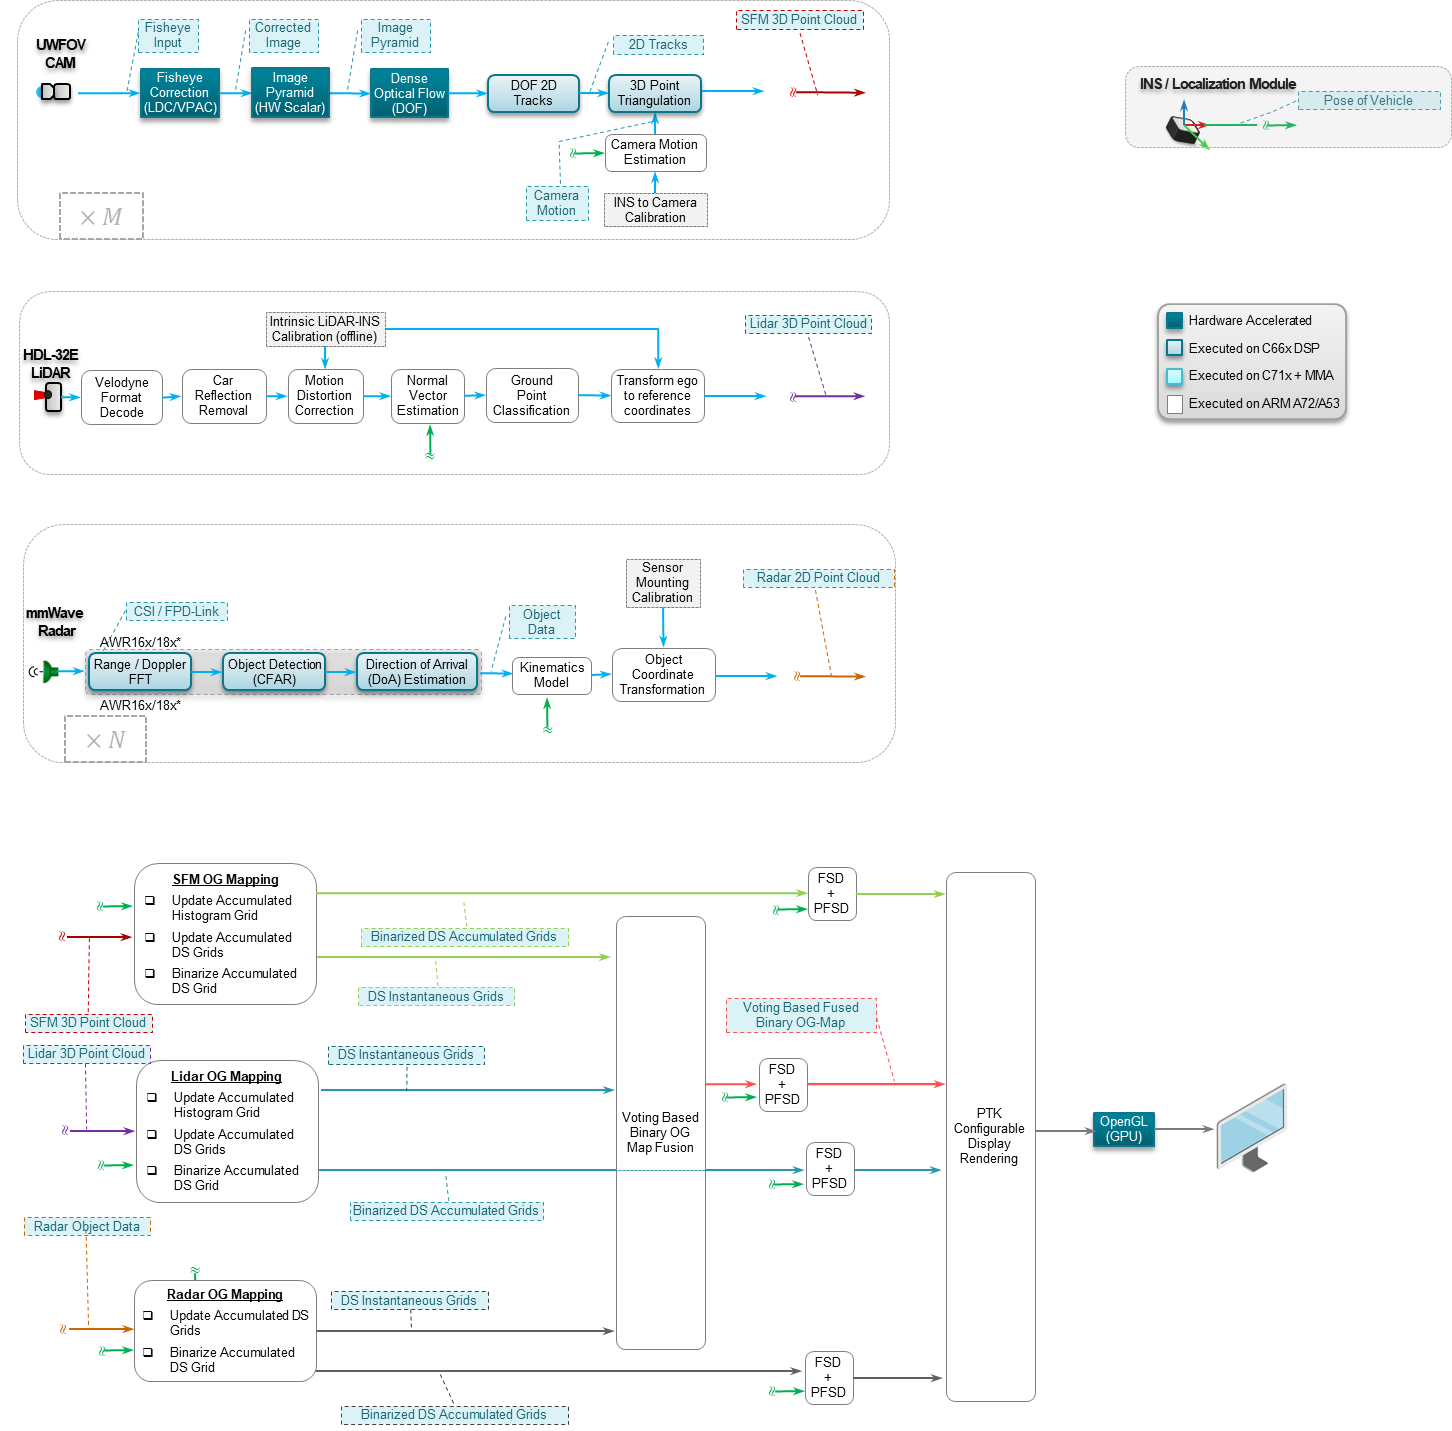 UWFOV
CAM
Fisheye
Input
Corrected
Image
Image
Pyramid
2D Tracks
SFM 3D Point Cloud
Fisheye
Correction
(LDC/VPAC)
Image
Pyramid
(HW Scalar)
Dense
Optical Flow
(DOF)
DOF 2D
Tracks
3D Point
Triangulation
Camera Motion
Estimation
Camera
Motion
INS to Camera
Calibration
× M
INS / Localization Module
Pose of Vehicle
HDL-32E
LiDAR
Intrinsic LiDAR-INS
Calibration (offline)
Lidar 3D Point Cloud
Velodyne
Format
Decode
Car
Reflection
Removal
Motion
Distortion
Correction
Normal
Vector
Estimation
Ground
Point
Classification
Transform ego
to reference
coordinates
Hardware Accelerated
Executed on C66x DSP
Executed on C71x + MMA
Executed on ARM A72/A53
mmWave
Radar
CSI / FPD-Link
AWR16x/18x*
Range / Doppler
FFT
Object Detection
(CFAR)
Direction of Arrival
(DoA) Estimation
AWR16x/18x*
Object
Data
Kinematics
Model
Sensor
Mounting
Calibration
Object
Coordinate
Transformation
Radar 2D Point Cloud
× N
SFM OG Mapping
Update Accumulated
Histogram Grid
Update Accumulated
DS Grids
Binarize Accumulated
DS Grid
SFM 3D Point Cloud
Binarized DS Accumulated Grids
DS Instantaneous Grids
FSD
+
PFSD
Lidar 3D Point Cloud
Lidar OG Mapping
Update Accumulated
Histogram Grid
Update Accumulated
DS Grids
Binarize Accumulated
DS Grid
DS Instantaneous Grids
Binarized DS Accumulated Grids
Voting Based
Binary OG
Map Fusion
Voting Based Fused
Binary OG-Map
FSD
+
PFSD
FSD
+
PFSD
PTK
Configurable
Display
Rendering
OpenGL
(GPU)
Radar Object Data
Radar OG Mapping
Update Accumulated DS
Grids
Binarize Accumulated
DS Grid
DS Instantaneous Grids
Binarized DS Accumulated Grids
FSD
+
PFSD